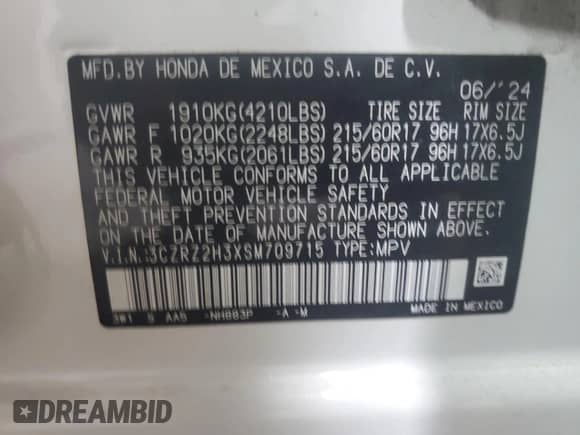 MFD. BY HONDA DE MEXICO S.A. DE C.V.
06/'24
GVWR 1910KG(4210LBS) TIRE SIZE RIM SIZE
GAWR F 1020KG(2248LBS) 215/60R17 96H 17X6.5J
GAWR R 935KG(2061LBS) 215/60R17 96H 17X6.5J
THIS VEHICLE CONFORMS TO ALL APPLICABLE
FEDERAL MOTOR VEHICLE SAFETY
AND THEFT PREVENTION STANDARDS IN EFFECT
ON THE DATE OF MANUFACTURE SHOWN ABOVE.
V.I.N.:3CZRZ2H3XSM709715 TYPE:MPV
3W1 S AA5 -NH883P -A -M
MADE IN MEXICO
DREAMBID